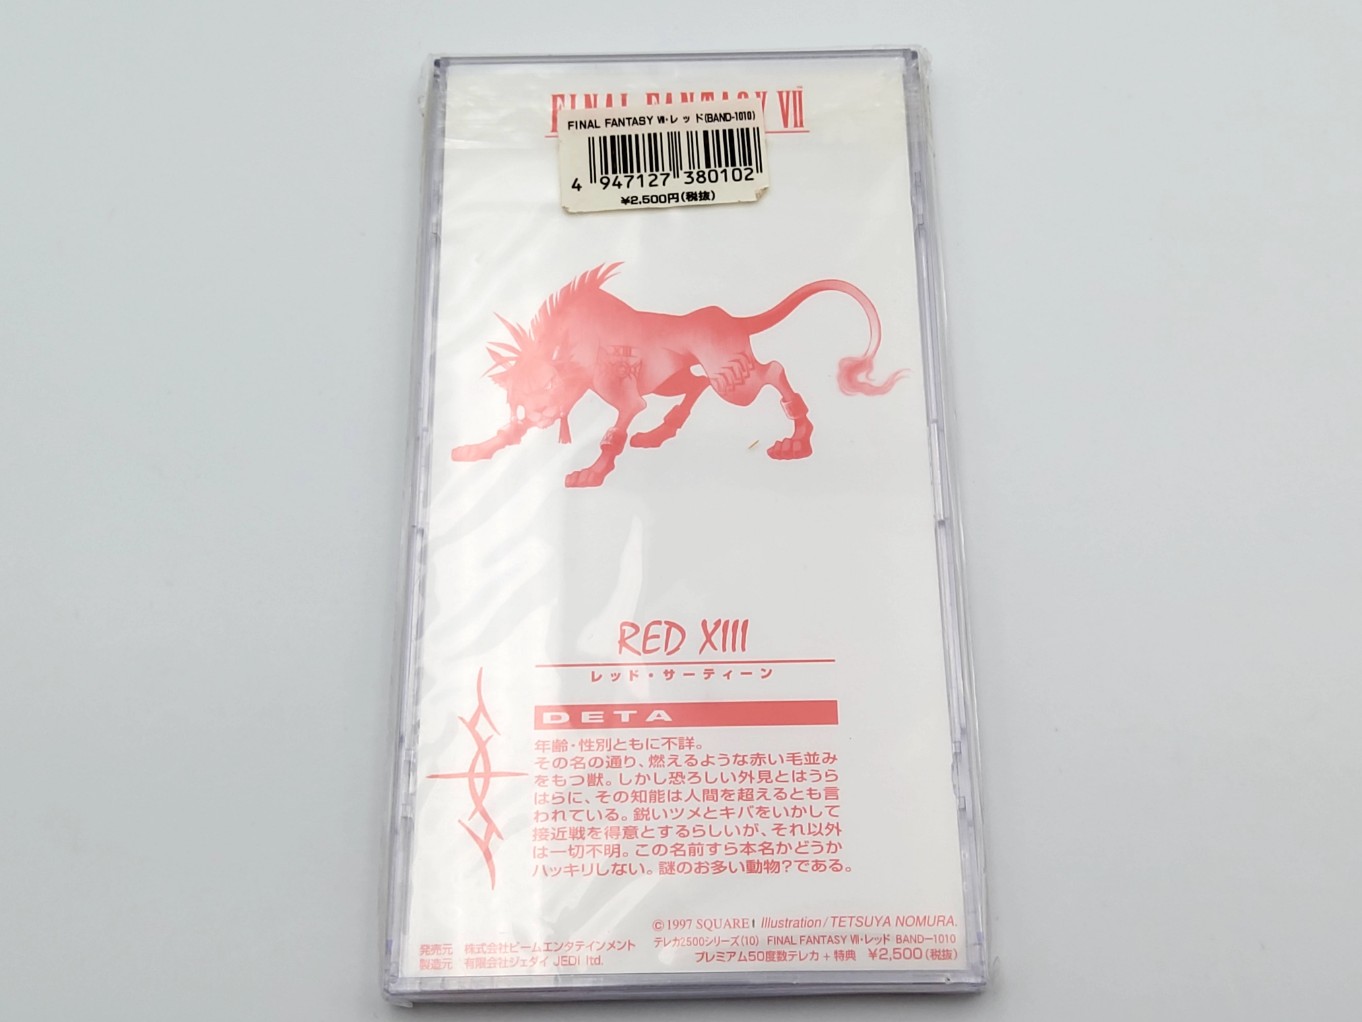 FINAL FANTASY VII
FINAL FANTASY Ⅶ・レッド(BAND-1010)
4 947127 380102
¥2,500円(税抜)
XIII
RED XIII
レッド・サーティーン
DETA
年齢・性別ともに不詳。
その名の通り、燃えるような赤い毛並み
をもつ獣。しかし恐ろしい外見とはうら
はらに、その知能は人間を超えるとも言
われている。鋭いツメとキバをいかして
接近戦を得意とするらしいが、それ以外
は一切不明。この名前すら本名かどうか
ハッキリしない。謎のお多い動物?である。
©1997 SQUARE Illustration/TETSUYA NOMURA.
発売元 株式会社ビームエンタテインメント テレカ2500シリーズ(10) FINAL FANTASY Ⅶ・レッド BAND-1010
製造元 有限会社ジェダイ JEDI ltd. プレミアム50度数テレカ+特典 ¥2,500(税抜)